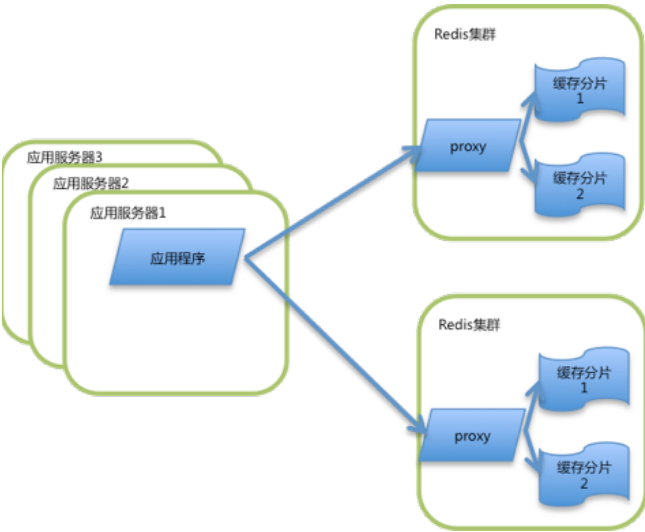 应用服务器3
应用服务器2
应用服务器1
应用程序
Redis集群
proxy
缓存分片
1
缓存分片
2
Redis集群
proxy
缓存分片
1
缓存分片
2